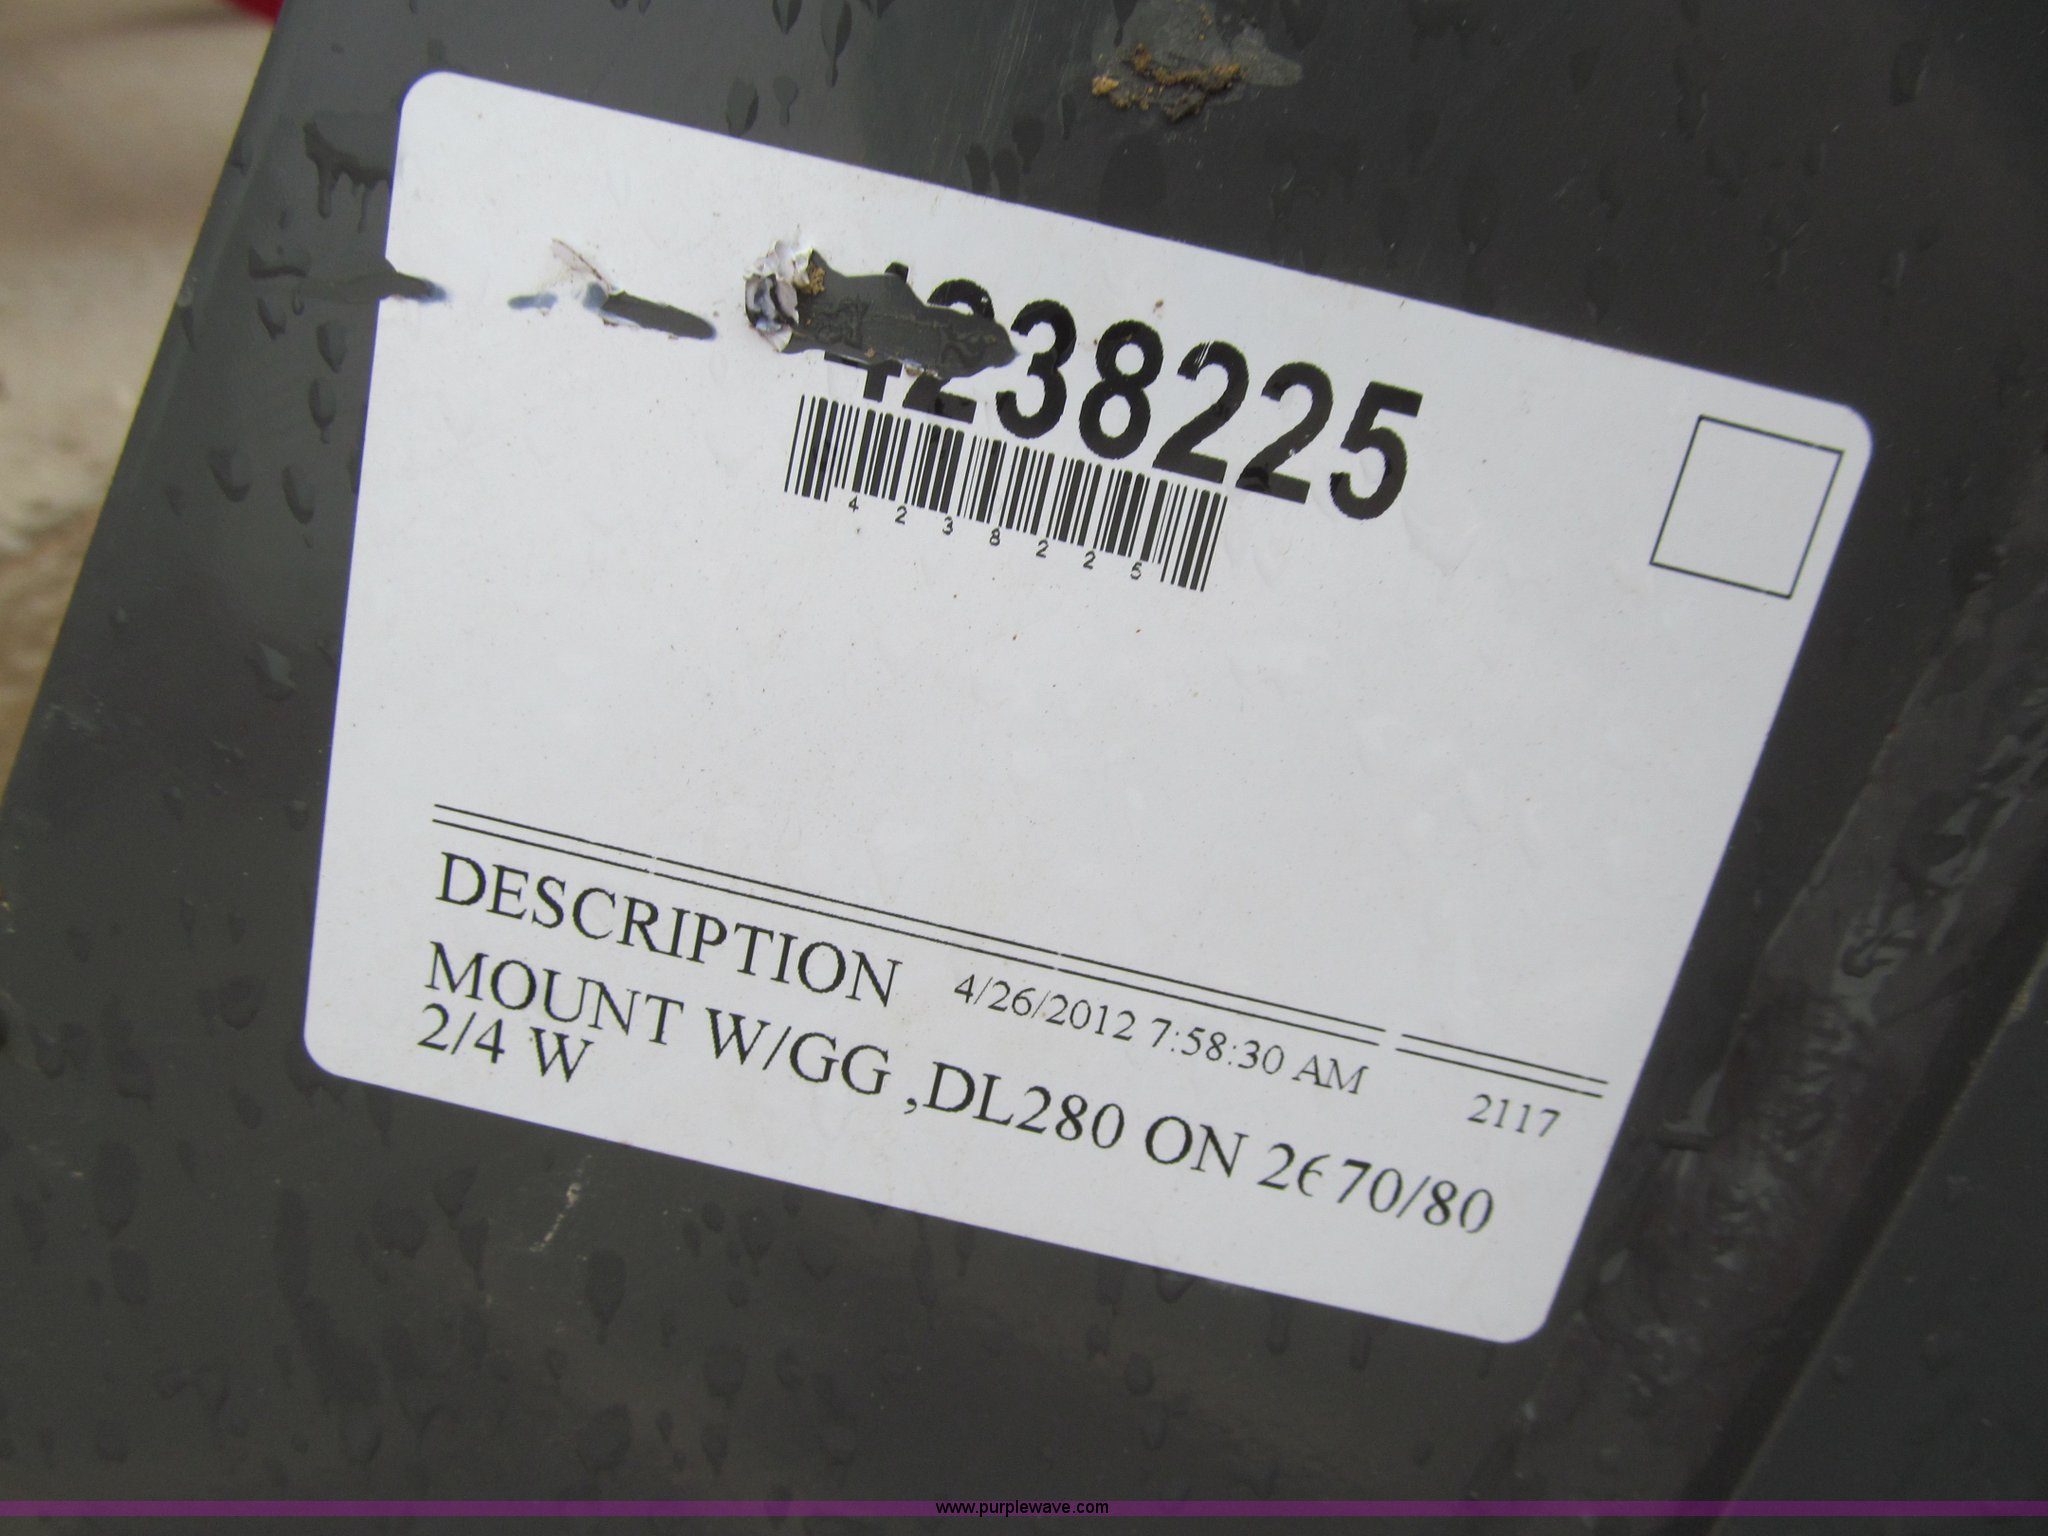 4238225
4238225
DESCRIPTION 4/26/2012 7:58:30 AM 2117
MOUNT W/GG ,DL280 ON 2670/80
2/4 W
www.purplewave.com